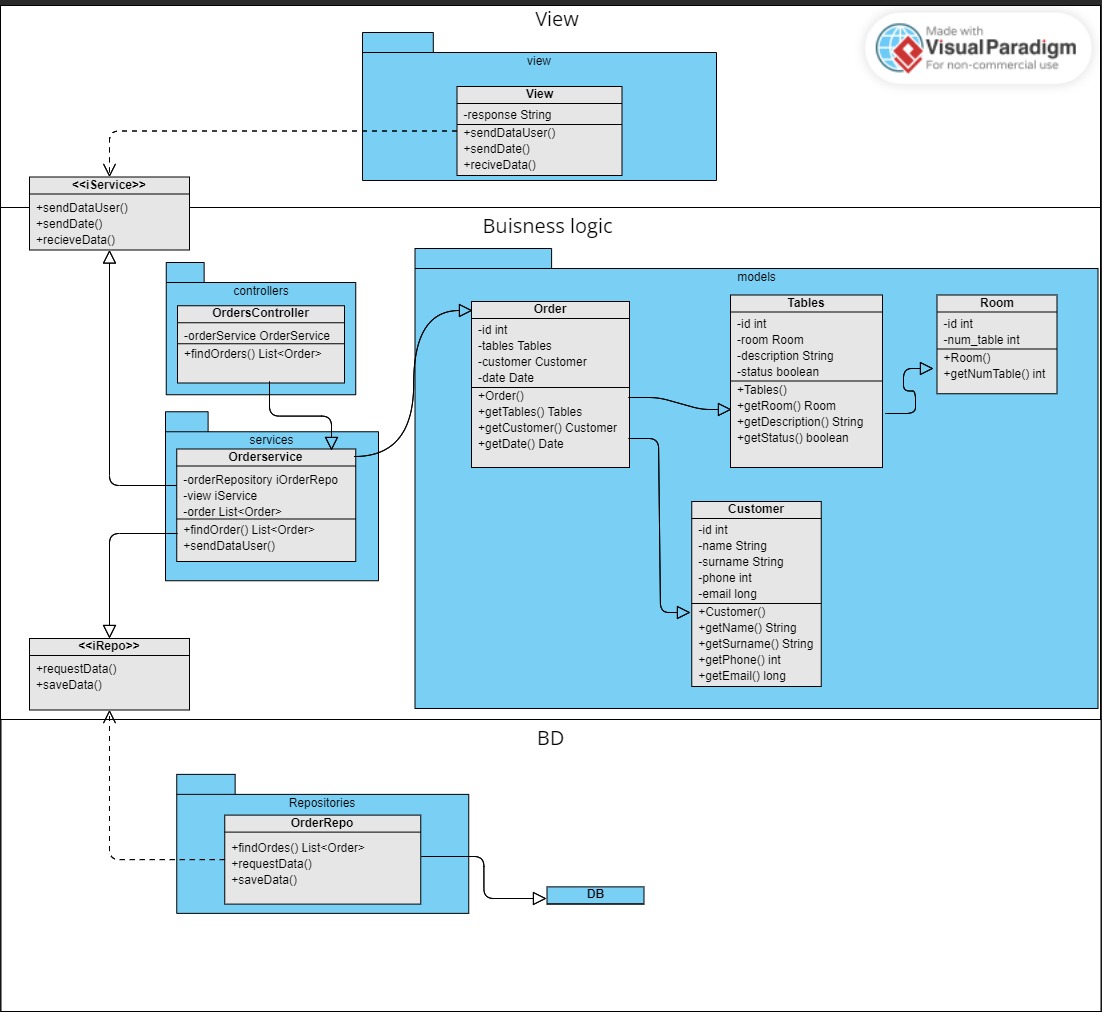 View
Made with
Visual Paradigm
For non-commercial use
view
View
-response String
+sendDataUser()
+sendDate()
+reciveData()
<<iService>>
+sendDataUser()
+sendDate()
+recieveData()
Buisness logic
controllers
OrdersController
-orderService OrderService
+findOrders() List<Order>
services
Orderservice
-orderRepository iOrderRepo
-view iService
-order List<Order>
+findOrder() List<Order>
+sendDataUser()
models
Order
-id int
-tables Tables
-customer Customer
-date Date
+Order()
+getTables() Tables
+getCustomer() Customer
+getDate() Date
Tables
-id int
-room Room
-description String
-status boolean
+Tables()
+getRoom() Room
+getDescription() String
+getStatus() boolean
Room
-id int
-num_table int
+Room()
+getNumTable() int
Customer
-id int
-name String
-surname String
-phone int
-email long
+Customer()
+getName() String
+getSurname() String
+getPhone() int
+getEmail() long
<<iRepo>>
+requestData()
+saveData()
BD
Repositories
OrderRepo
+findOrdes() List<Order>
+requestData()
+saveData()
DB